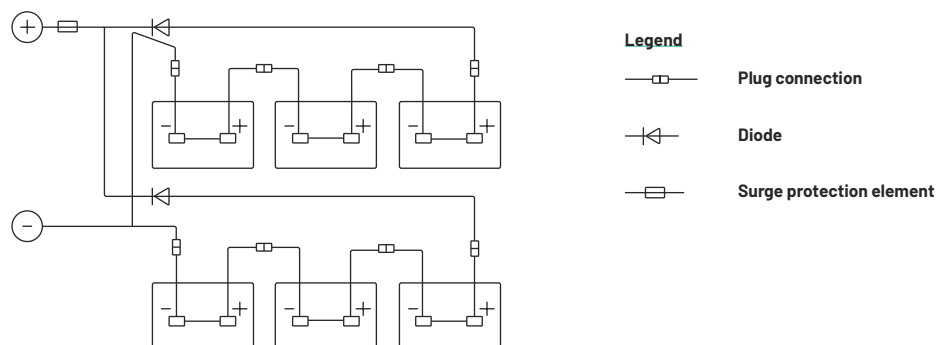 Legend
Plug connection
Diode
Surge protection element
+
-
- + - + - +
- + - + - +